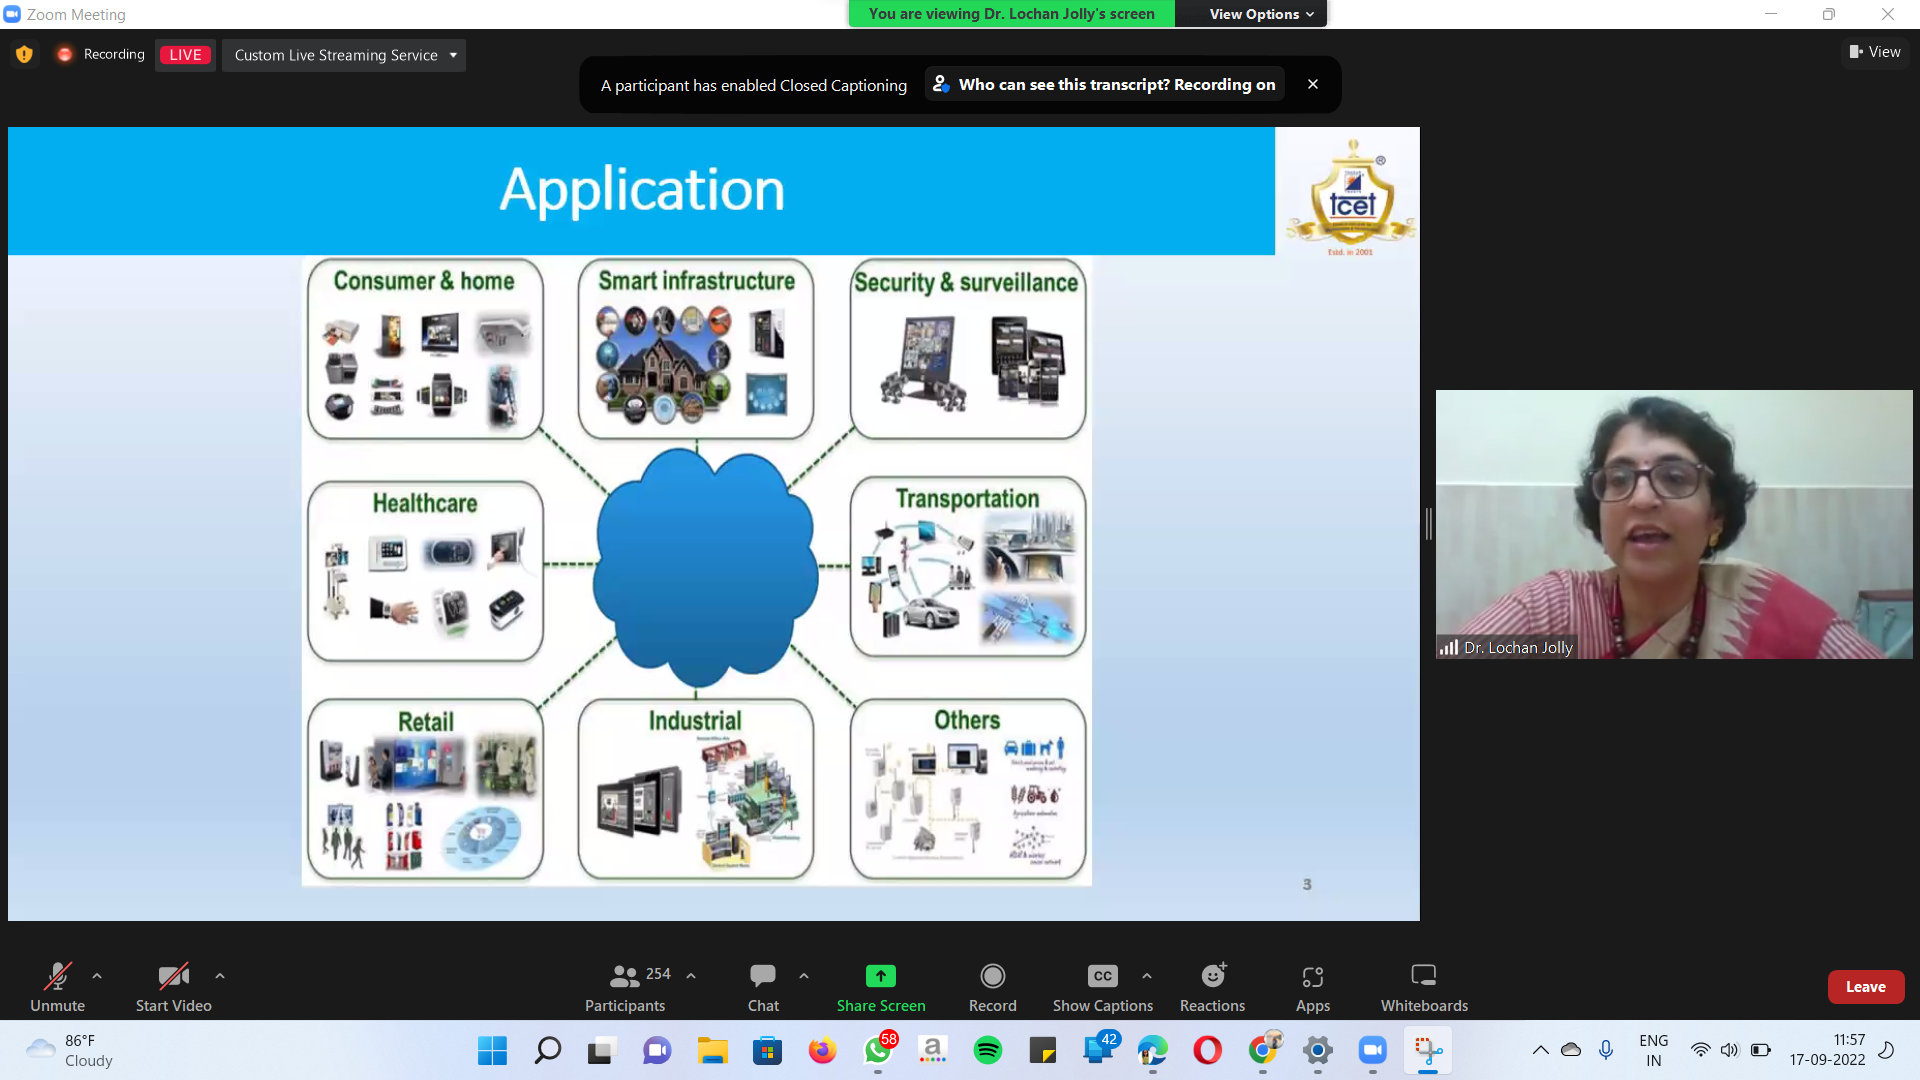 Zoom Meeting
You are viewing Dr. Lochan Jolly's screen
View Options
Recording
LIVE
Custom Live Streaming Service
A participant has enabled Closed Captioning
Who can see this transcript? Recording on
View
Application
®
tcet
Estd. in 2001
Consumer & home
Smart infrastructure
Security & surveillance
Healthcare
Transportation
Retail
Industrial
Others
3
Dr. Lochan Jolly
Unmute
Start Video
254
Participants
Chat
Share Screen
Record
CC
Show Captions
Reactions
Apps
Whiteboards
Leave
86°F
Cloudy
58
a
42
ENG
IN
11:57
17-09-2022